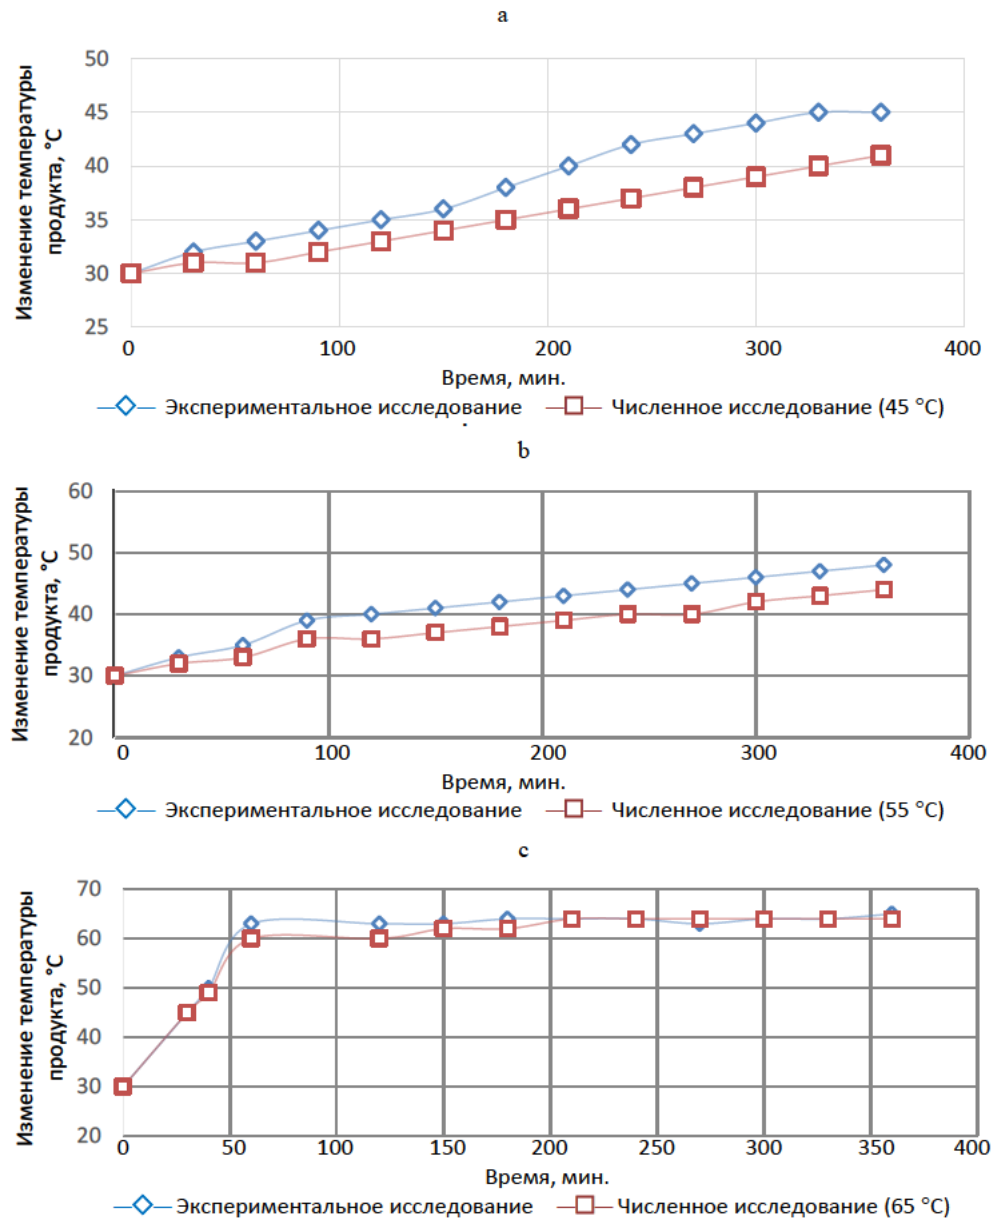 a
Изменение температуры
продукта, °С
50
45
40
35
30
25
0 100 200 300 400
Время, мин.
Экспериментальное исследование Численное исследование (45 °С)
b
Изменение температуры
продукта, °С
60
50
40
30
20
0 100 200 300 400
Время, мин.
Экспериментальное исследование Численное исследование (55 °С)
c
Изменение температуры
продукта, °С
70
60
50
40
30
20
0 50 100 150 200 250 300 350 400
Время, мин.
Экспериментальное исследование Численное исследование (65 °С)